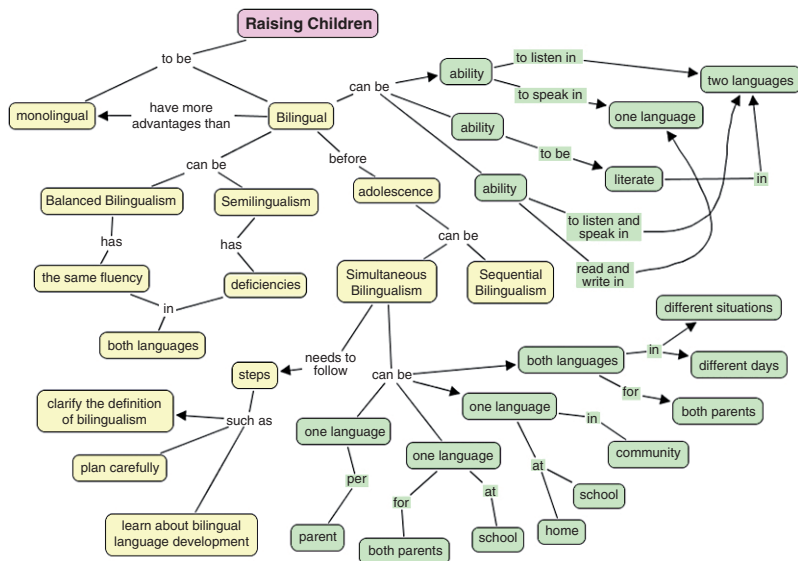 Raising Children
to be
monolingual
have more
advantages than
Bilingual
can be
ability
to listen in
two languages
to speak in
one language
ability
to be
literate
in
ability
to listen and
speak in
read and
write in
can be
before
Balanced Bilingualism
Semilingualism
adolescence
has
has
can be
the same fluency
deficiencies
in
both languages
Simultaneous
Bilingualism
Sequential
Bilingualism
needs to
follow
steps
such as
clarify the definition
of bilingualism
plan carefully
learn about bilingual
language development
can be
both languages
in
different situations
different days
for
both parents
one language
in
community
at
school
home
one language
per
parent
one language
for
both parents
at
school